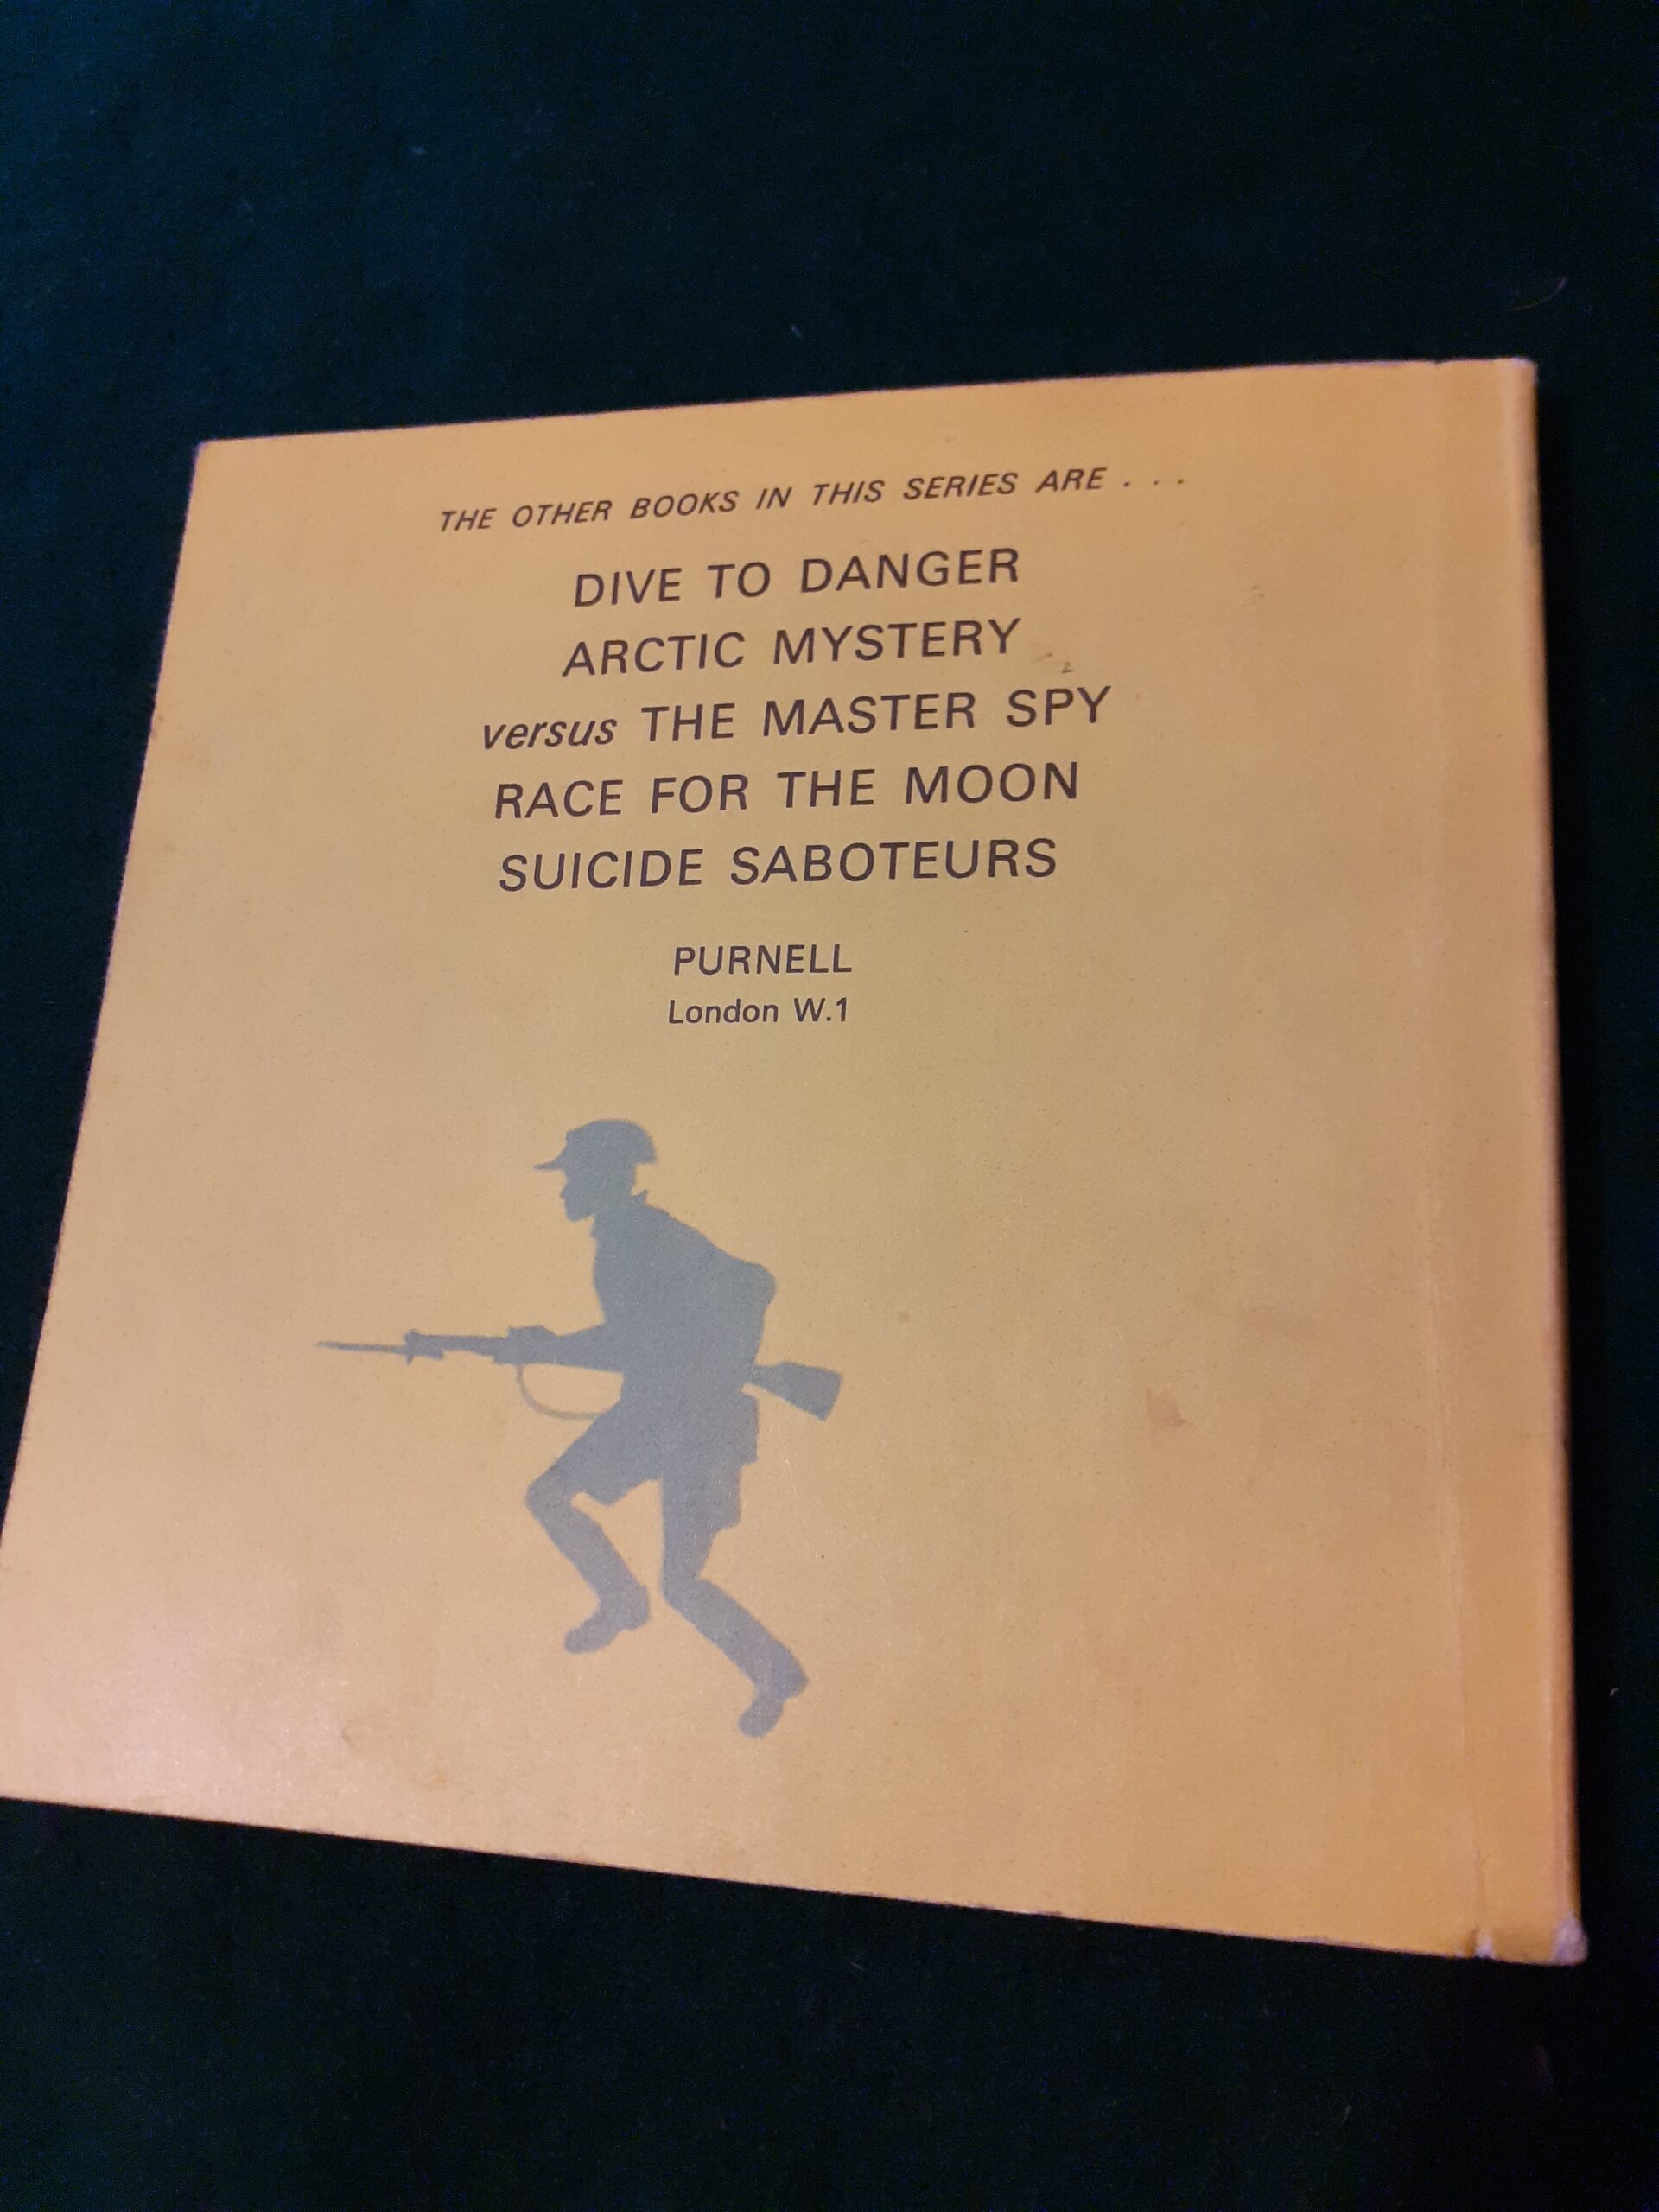 THE OTHER BOOKS IN THIS SERIES ARE . . .
DIVE TO DANGER
ARCTIC MYSTERY
versus THE MASTER SPY
RACE FOR THE MOON
SUICIDE SABOTEURS
PURNELL
London W.1